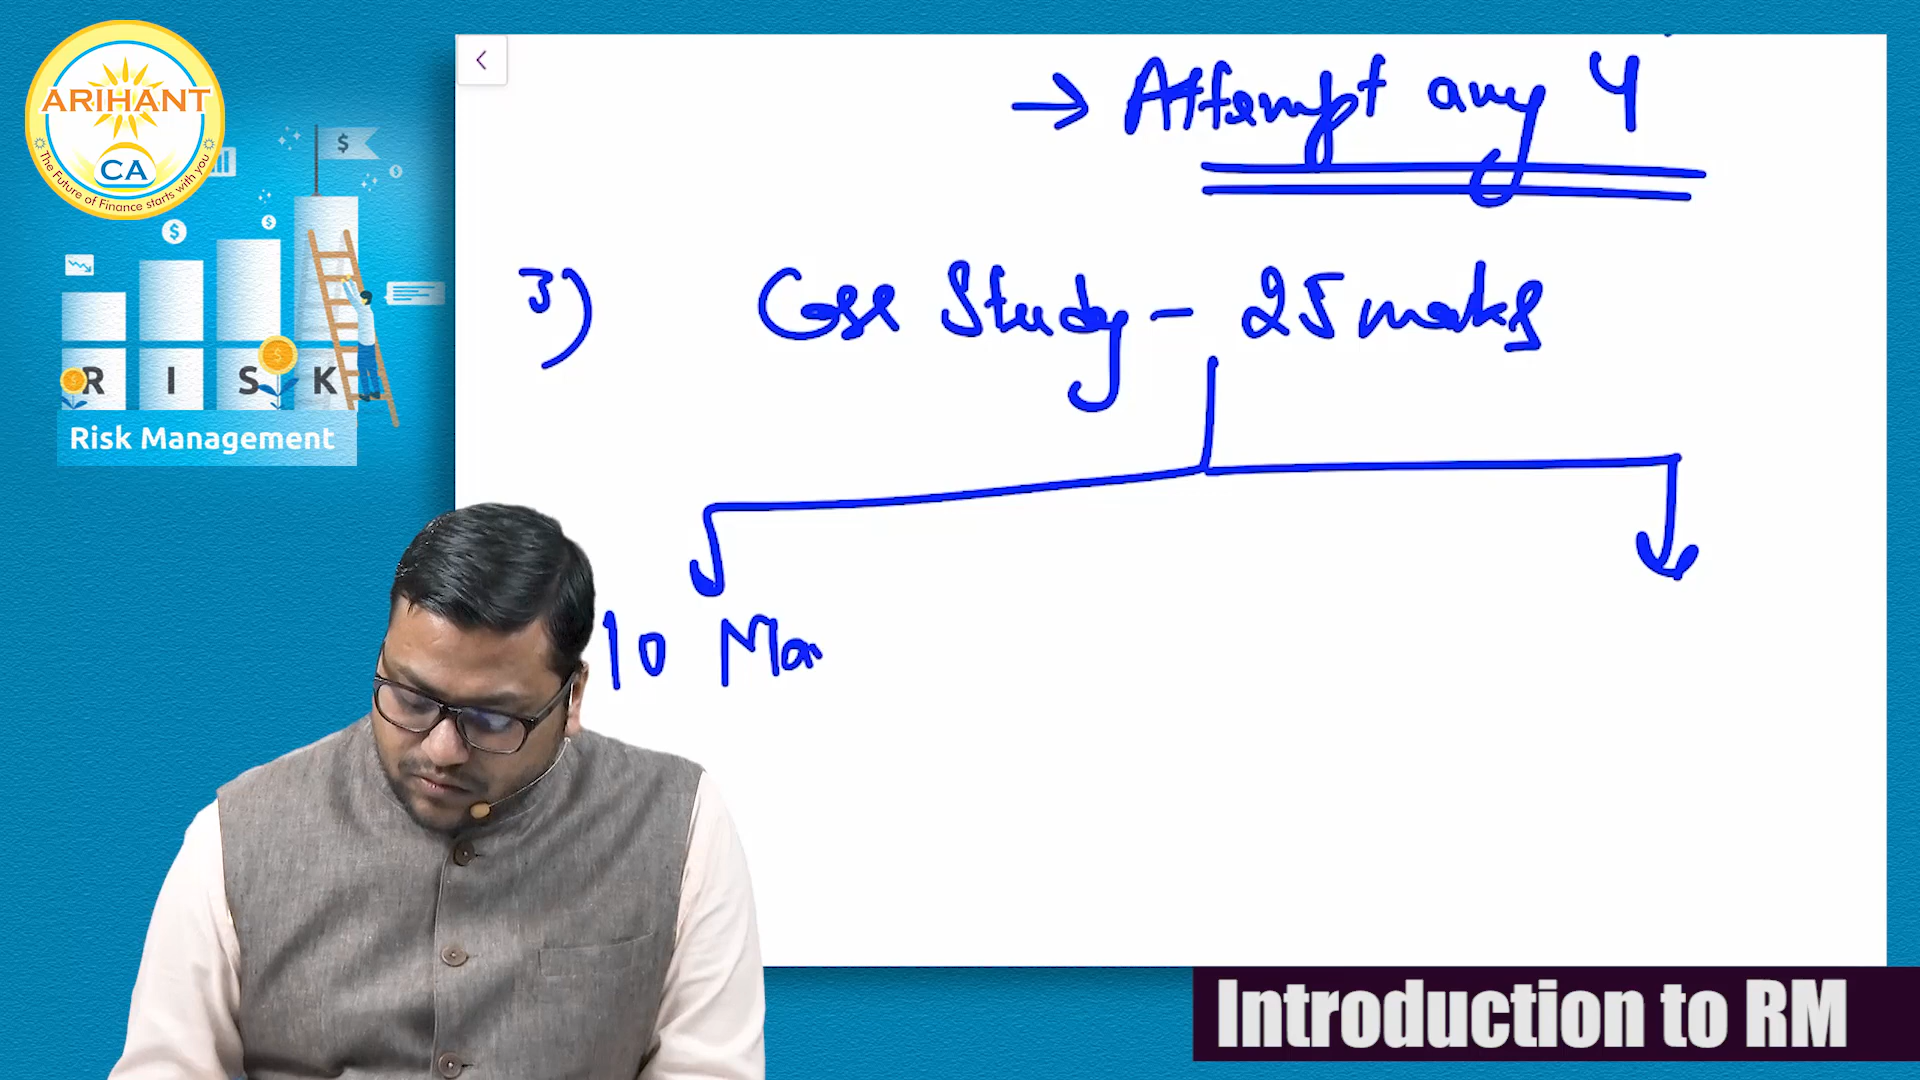 ARIHANT
CA
The Future of Finance starts with you
R I S K
Risk Management
→ Attempt any 4
3) Case Study - 25 marks
10 Mar
Introduction to RM